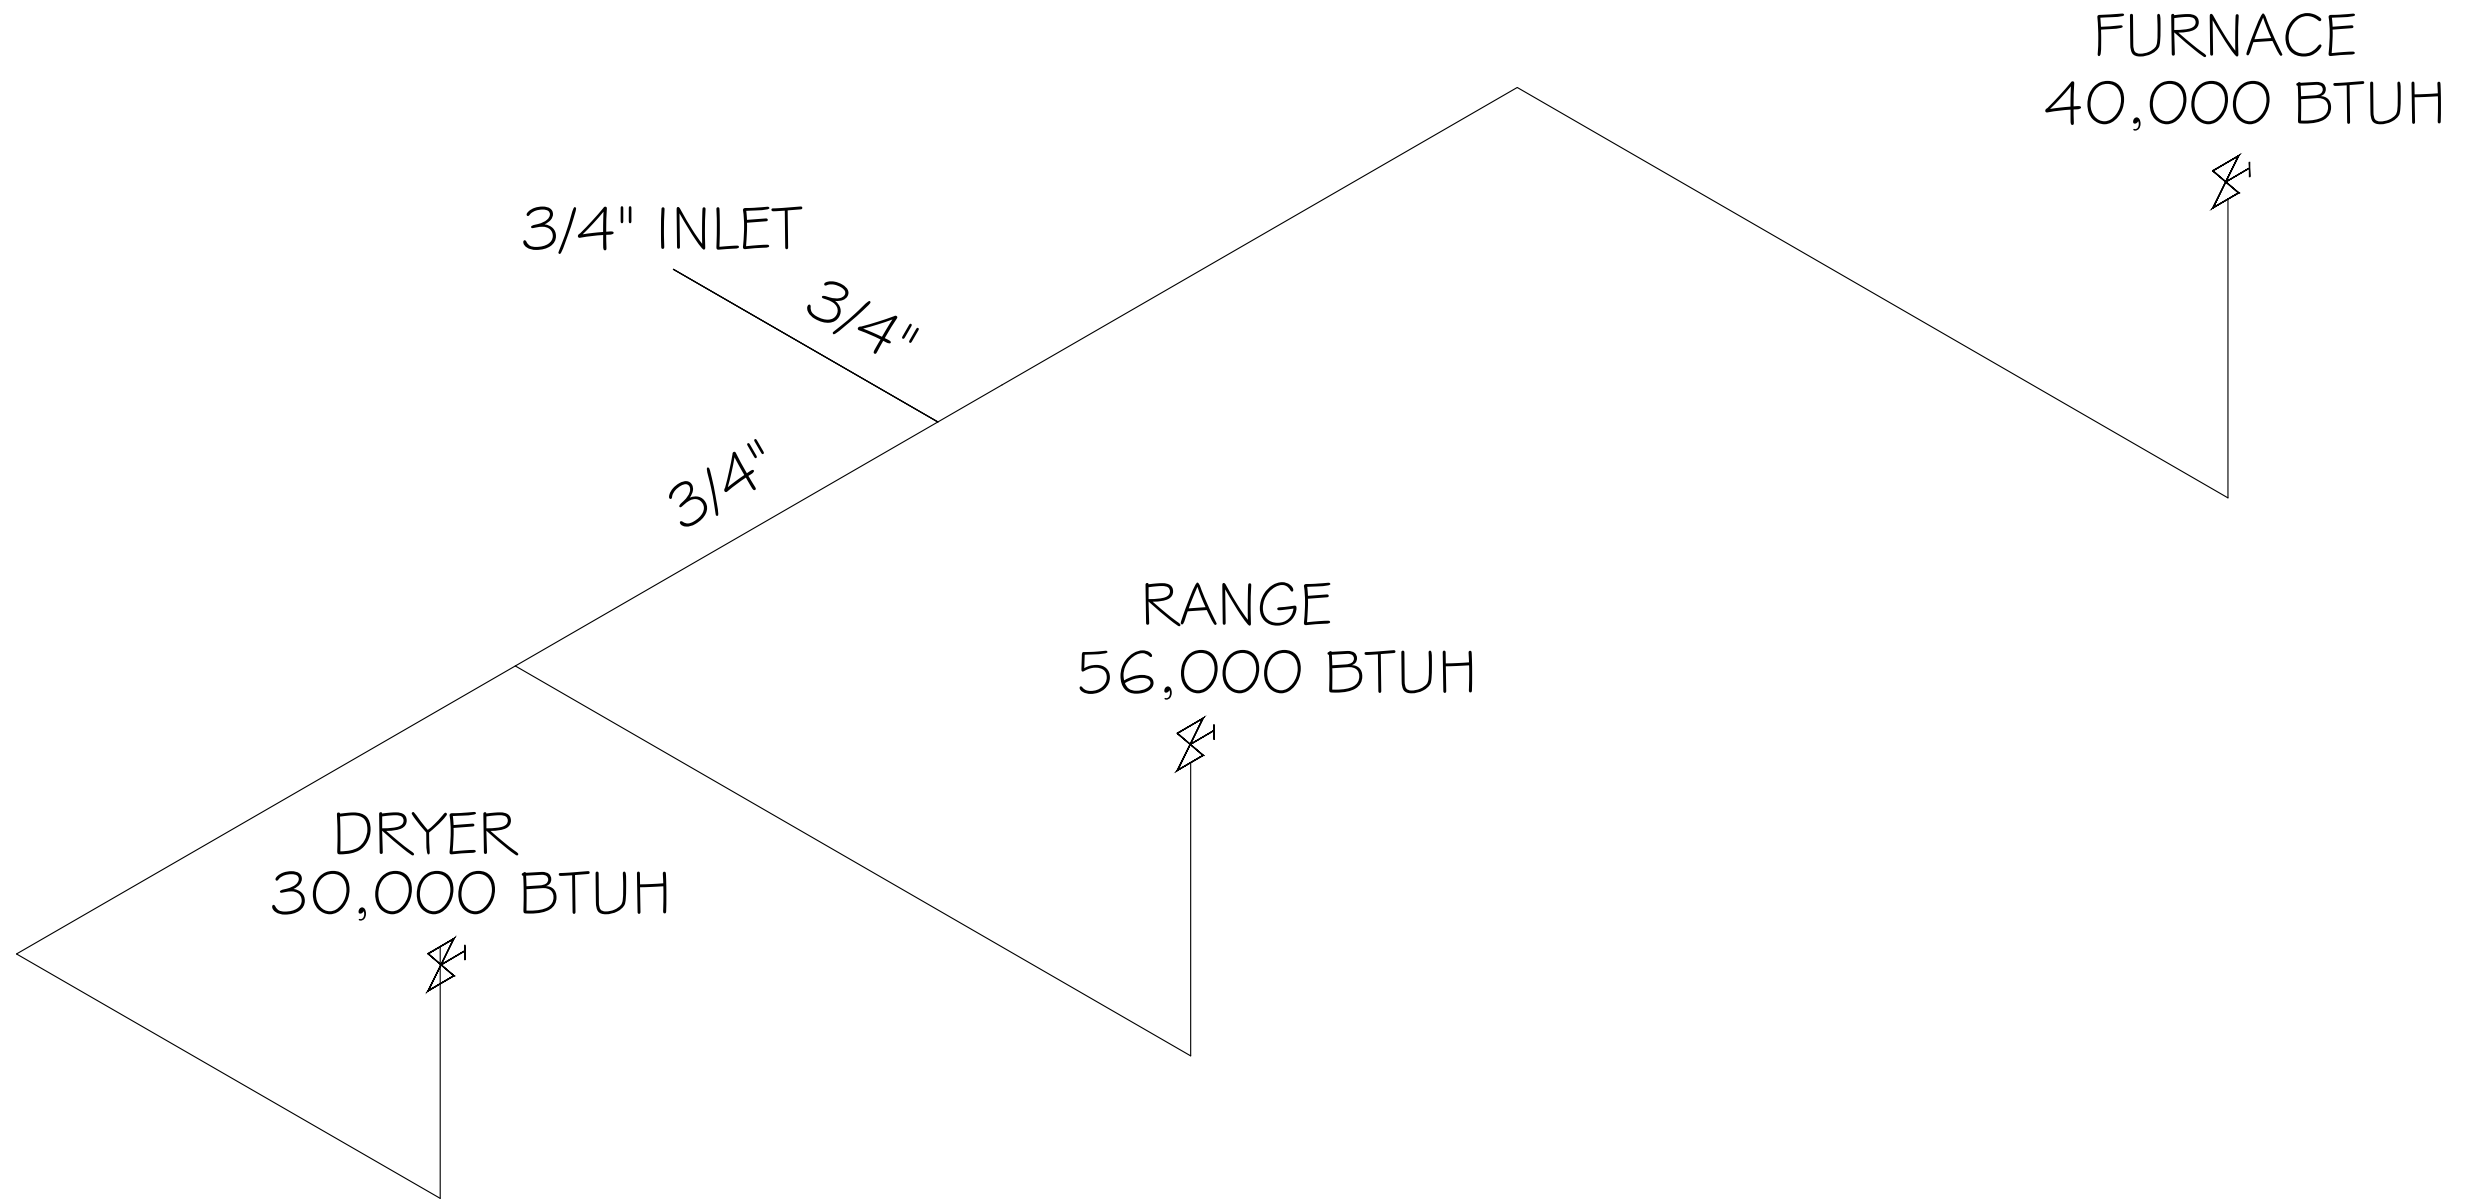 FURNACE
40,000 BTUH
3/4" INLET
3/4"
3/4"
RANGE
56,000 BTUH
DRYER
30,000 BTUH